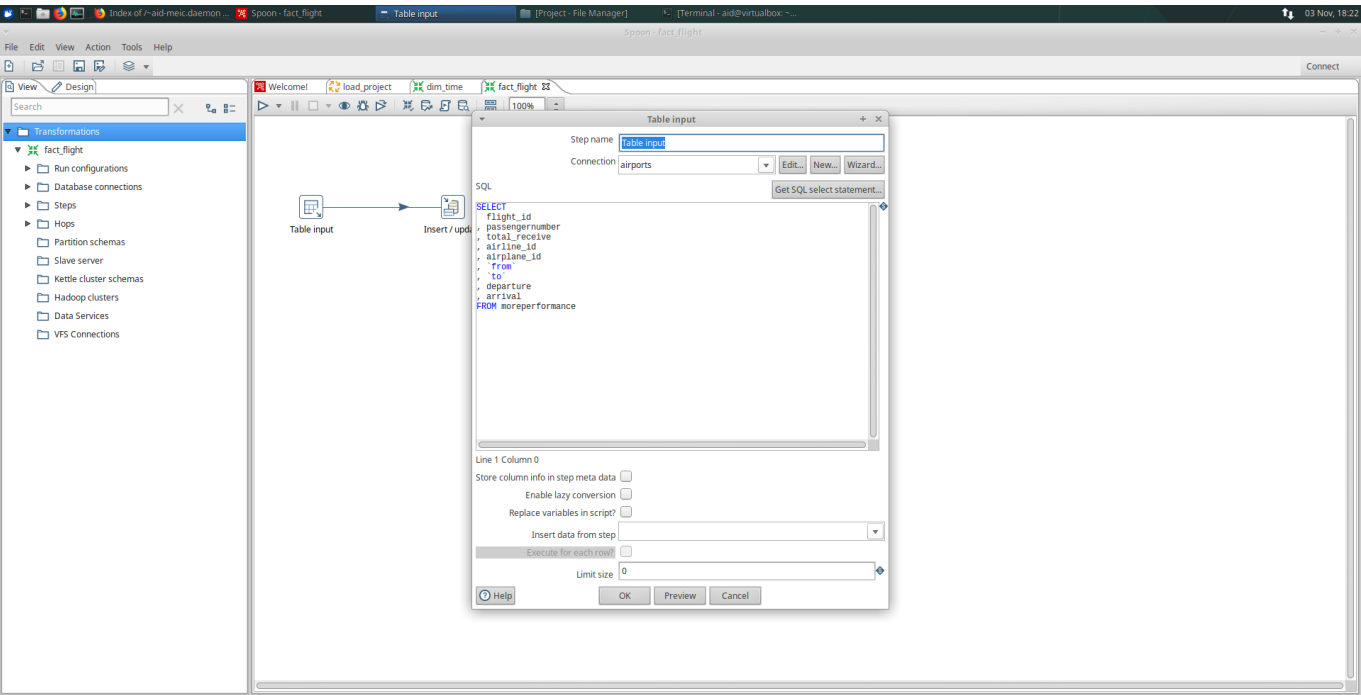 Index of /~aid-meic.daemon ...
Spoon - fact_flight
Table input
[Project - File Manager]
[Terminal - aid@virtualbox: ~...
03 Nov, 18:22
Spoon - fact_flight
File Edit View Action Tools Help
Connect
View Design
Welcome! load_project dim_time fact_flight
Search
100%
Transformations
fact_flight
Run configurations
Database connections
Steps
Hops
Partition schemas
Slave server
Kettle cluster schemas
Hadoop clusters
Data Services
VFS Connections
Table input
Insert / upda
Table input
Step name Table input
Connection airports Edit... New... Wizard...
SQL Get SQL select statement...
SELECT
flight_id
, passengernumber
, total_receive
, airline_id
, airplane_id
, `from`
, `to`
, departure
, arrival
FROM moreperformance
Line 1 Column 0
Store column info in step meta data
Enable lazy conversion
Replace variables in script?
Insert data from step
Execute for each row?
Limit size 0
Help OK Preview Cancel